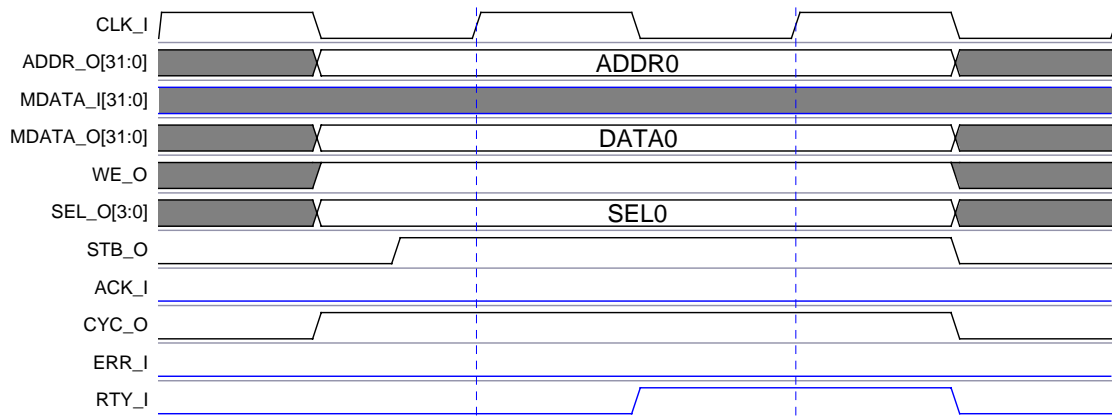 CLK_I
ADDR_O[31:0]
ADDR0
MDATA_I[31:0]
MDATA_O[31:0]
DATA0
WE_O
SEL_O[3:0]
SEL0
STB_O
ACK_I
CYC_O
ERR_I
RTY_I